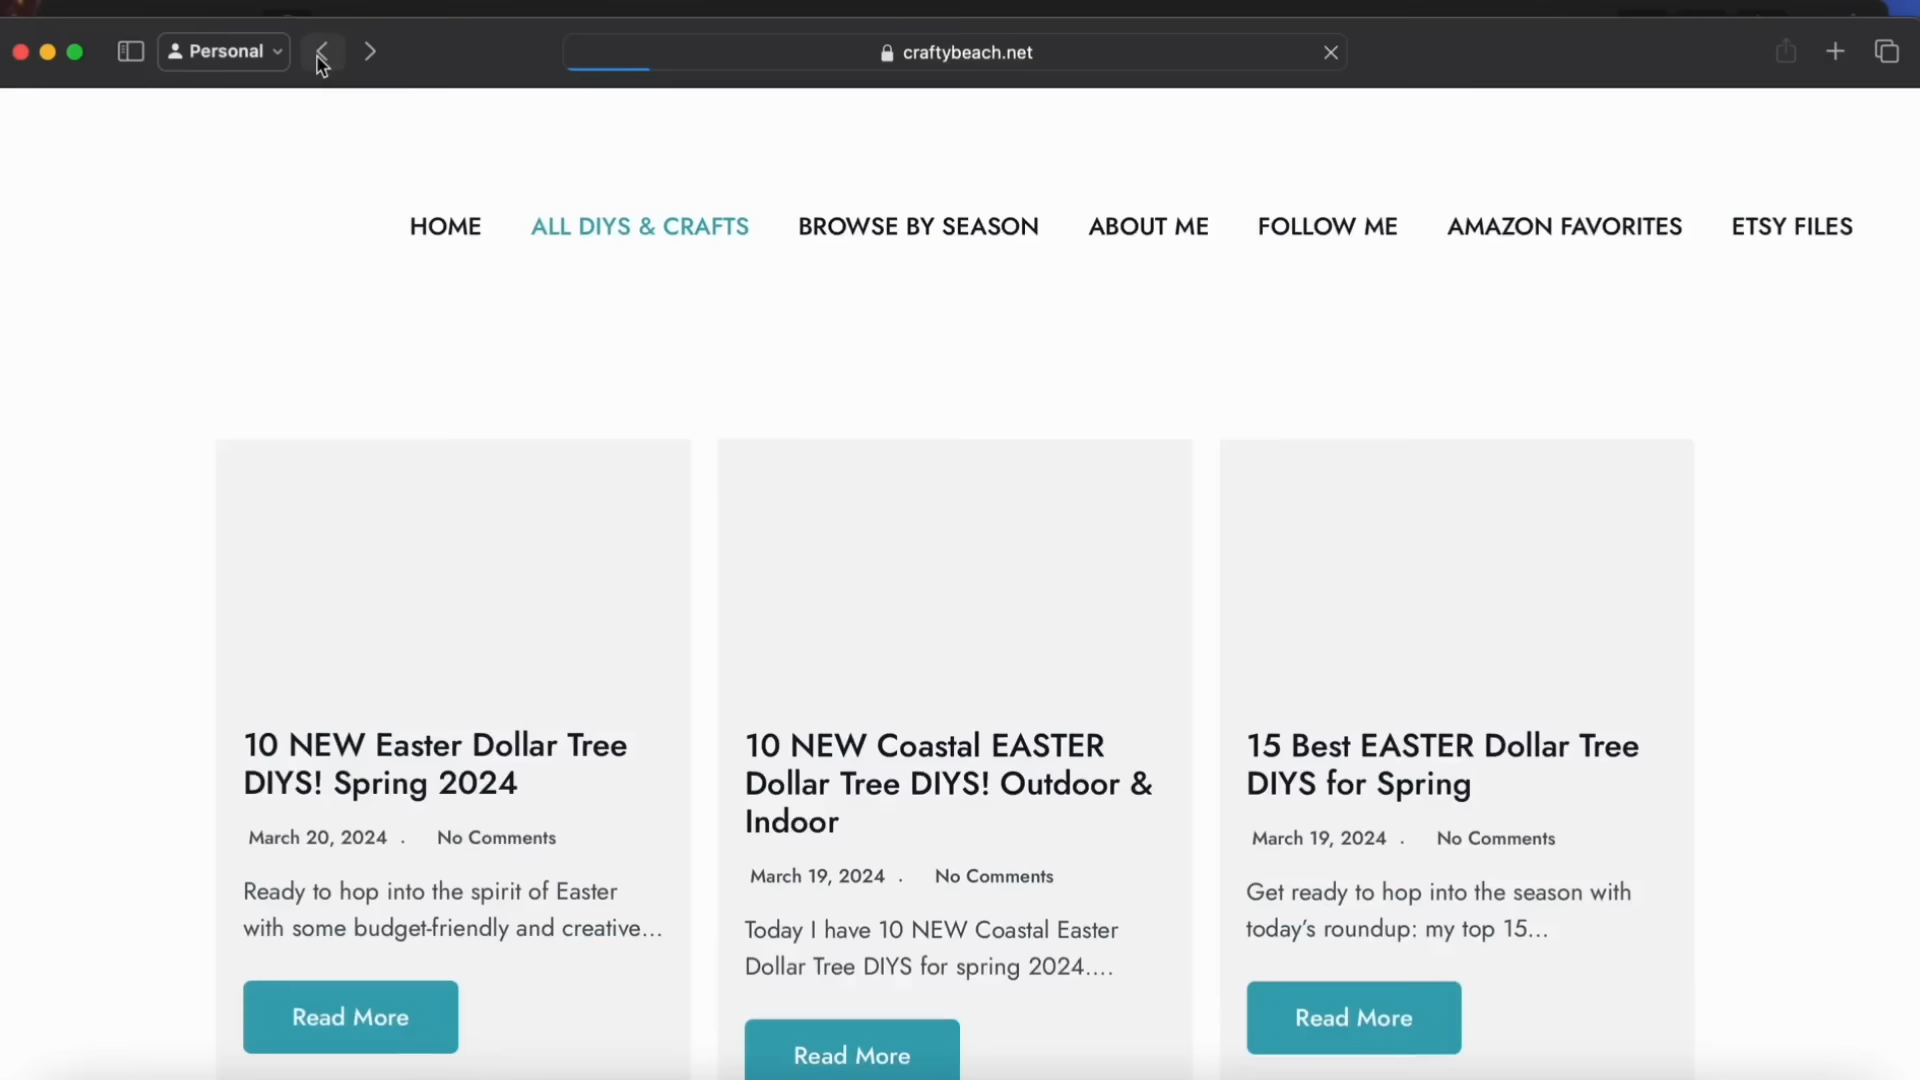 Personal
craftybeach.net
HOME ALL DIYS & CRAFTS BROWSE BY SEASON ABOUT ME FOLLOW ME AMAZON FAVORITES ETSY FILES
10 NEW Easter Dollar Tree
DIYS! Spring 2024
March 20, 2024 . No Comments
Ready to hop into the spirit of Easter
with some budget-friendly and creative...
Read More
10 NEW Coastal EASTER
Dollar Tree DIYS! Outdoor &
Indoor
March 19, 2024 . No Comments
Today I have 10 NEW Coastal Easter
Dollar Tree DIYS for spring 2024....
Read More
15 Best EASTER Dollar Tree
DIYS for Spring
March 19, 2024 . No Comments
Get ready to hop into the season with
today’s roundup: my top 15...
Read More